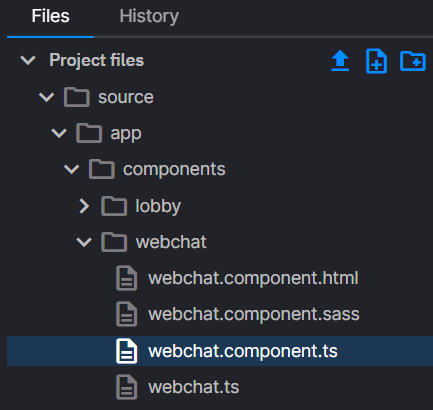 Files History
Project files
source
app
components
lobby
webchat
webchat.component.html
webchat.component.sass
webchat.component.ts
webchat.ts